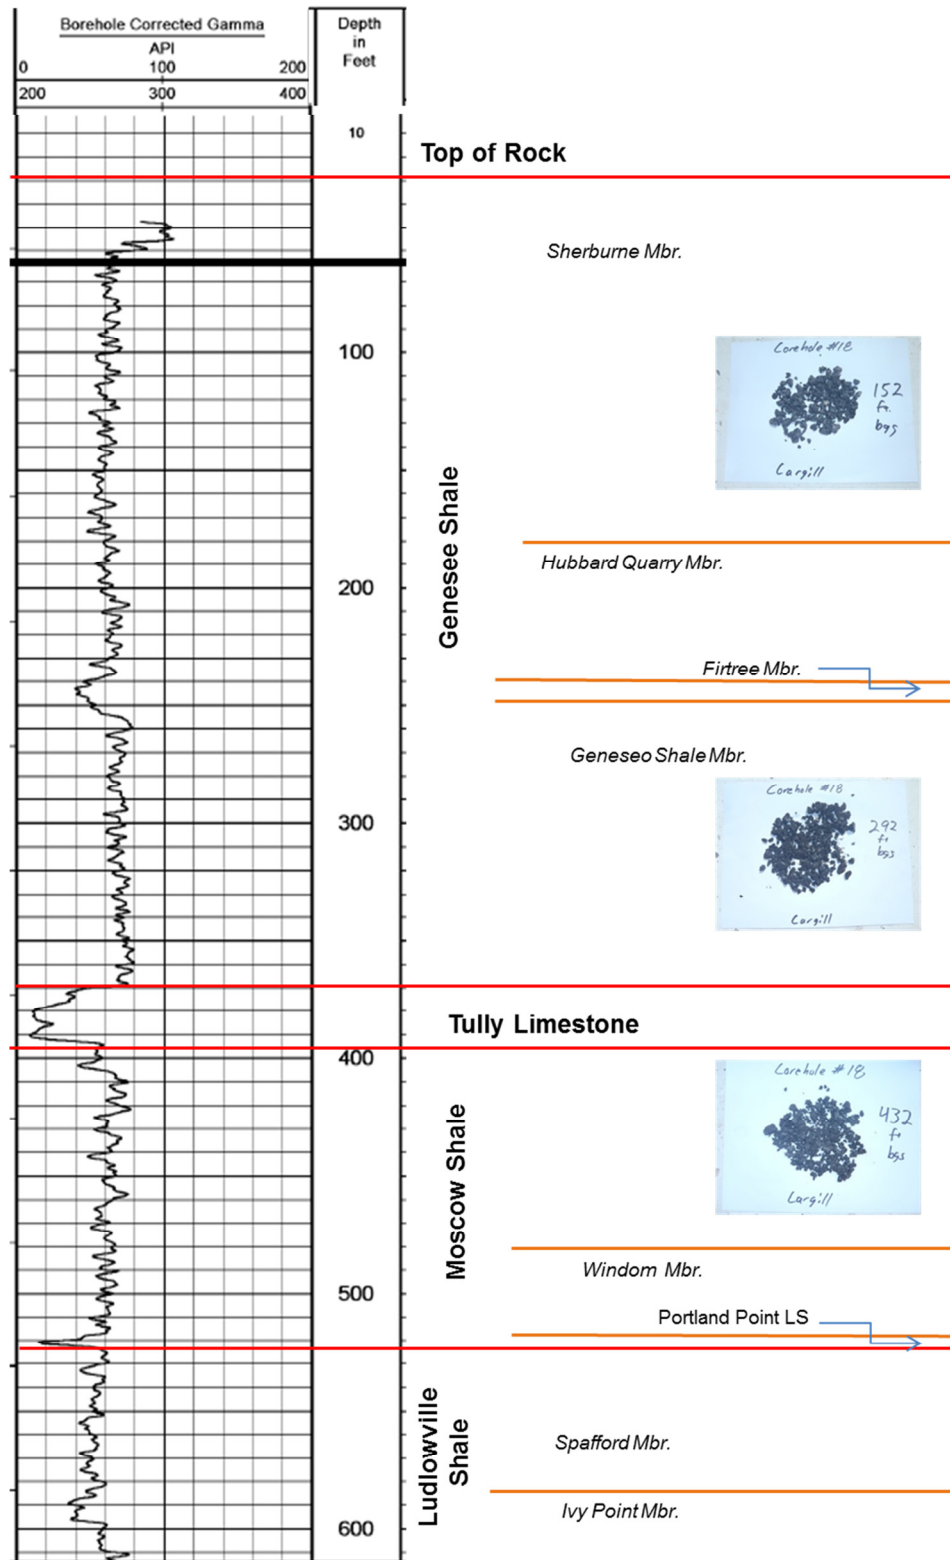 Borehole Corrected Gamma
API
0 100 200
200 300 400
Depth
in
Feet
10
Top of Rock
Sherburne Mbr.
100
Corehole #18
152
ft.
bgs
Cargill
Genesee Shale
Hubbard Quarry Mbr.
200
Firtree Mbr.
Geneseo Shale Mbr.
Corehole #18
292
ft
bgs
Cargill
300
Tully Limestone
400
Corehole #18
432
ft
bgs
Cargill
Moscow Shale
Windom Mbr.
500
Portland Point LS
Ludlowville
Shale
Spafford Mbr.
Ivy Point Mbr.
600